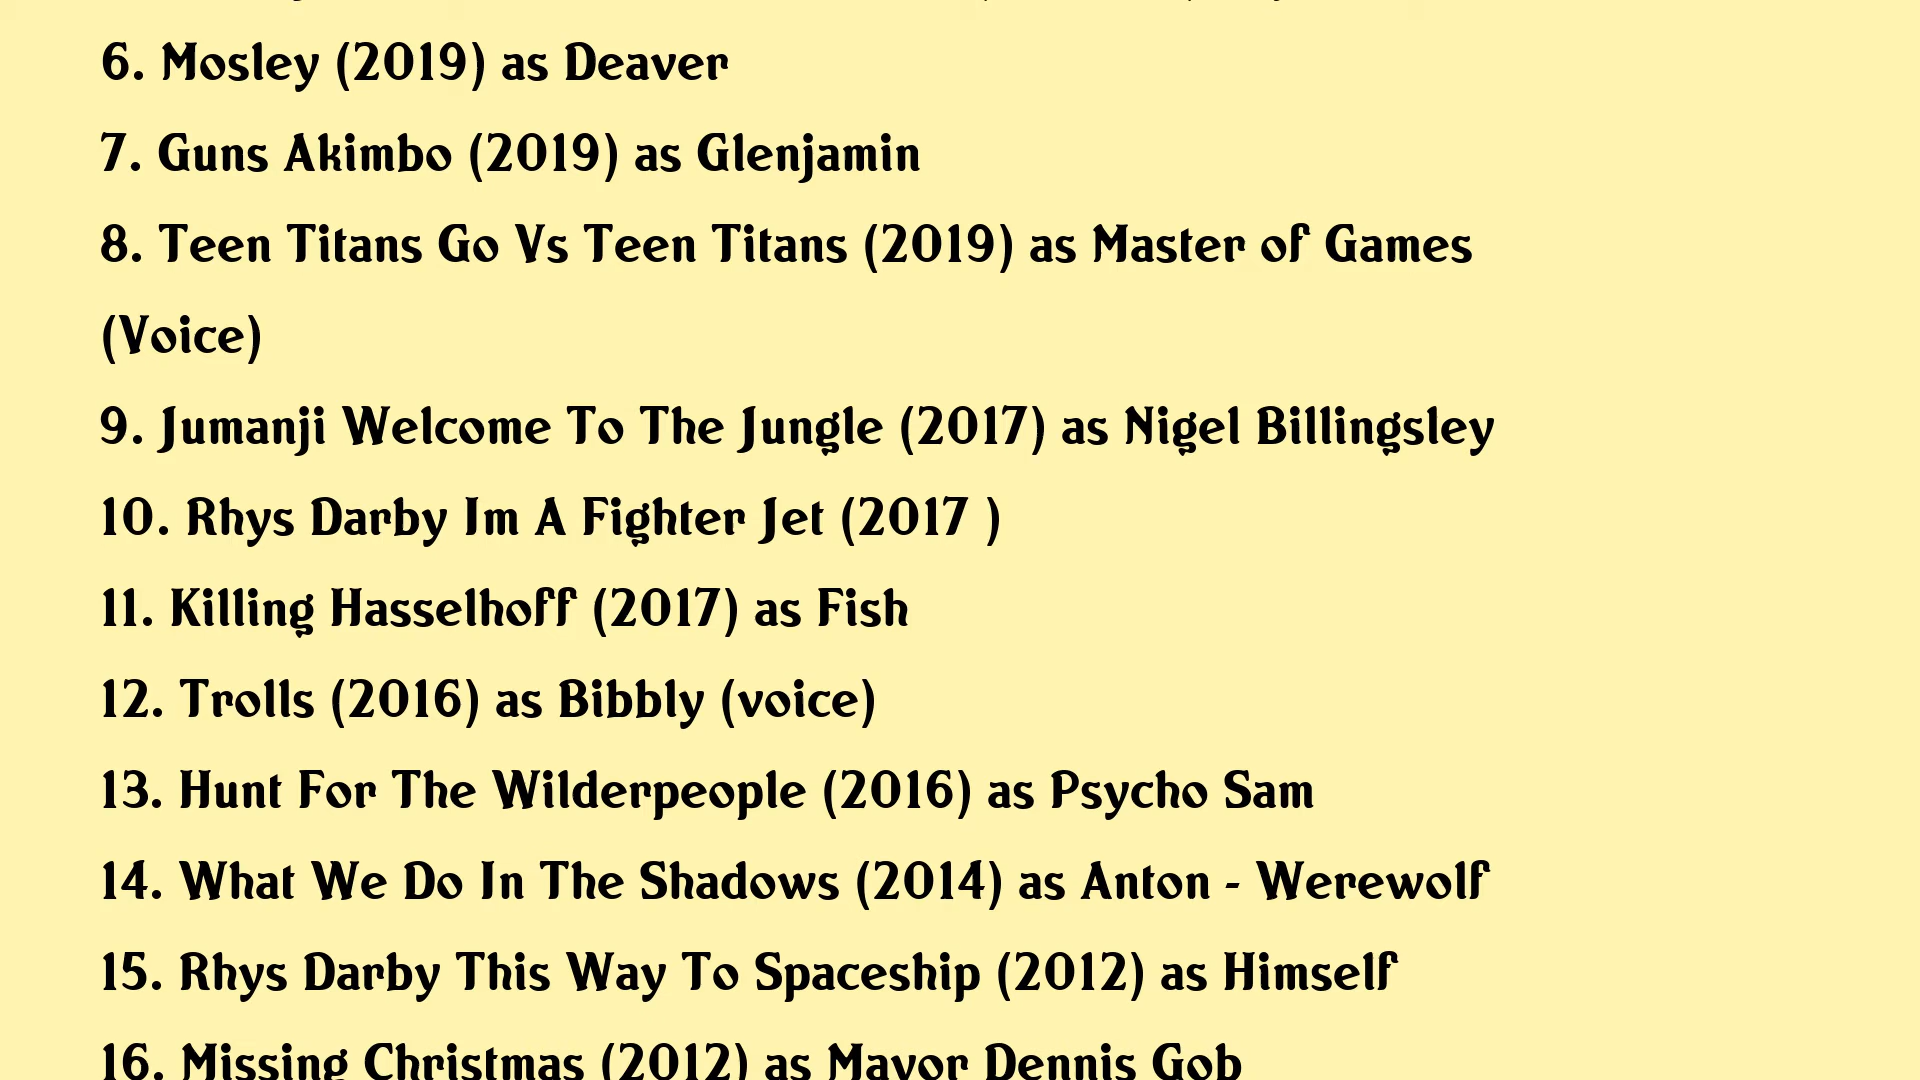 6. Mosley (2019) as Deaver
7. Guns Akimbo (2019) as Glenjamin
8. Teen Titans Go Vs Teen Titans (2019) as Master of Games
(Voice)
9. Jumanji Welcome To The Jungle (2017) as Nigel Billingsley
10. Rhys Darby Im A Fighter Jet (2017 )
11. Killing Hasselhoff (2017) as Fish
12. Trolls (2016) as Bibbly (voice)
13. Hunt For The Wilderpeople (2016) as Psycho Sam
14. What We Do In The Shadows (2014) as Anton - Werewolf
15. Rhys Darby This Way To Spaceship (2012) as Himself
16. Missing Christmas (2012) as Mayor Dennis Gob